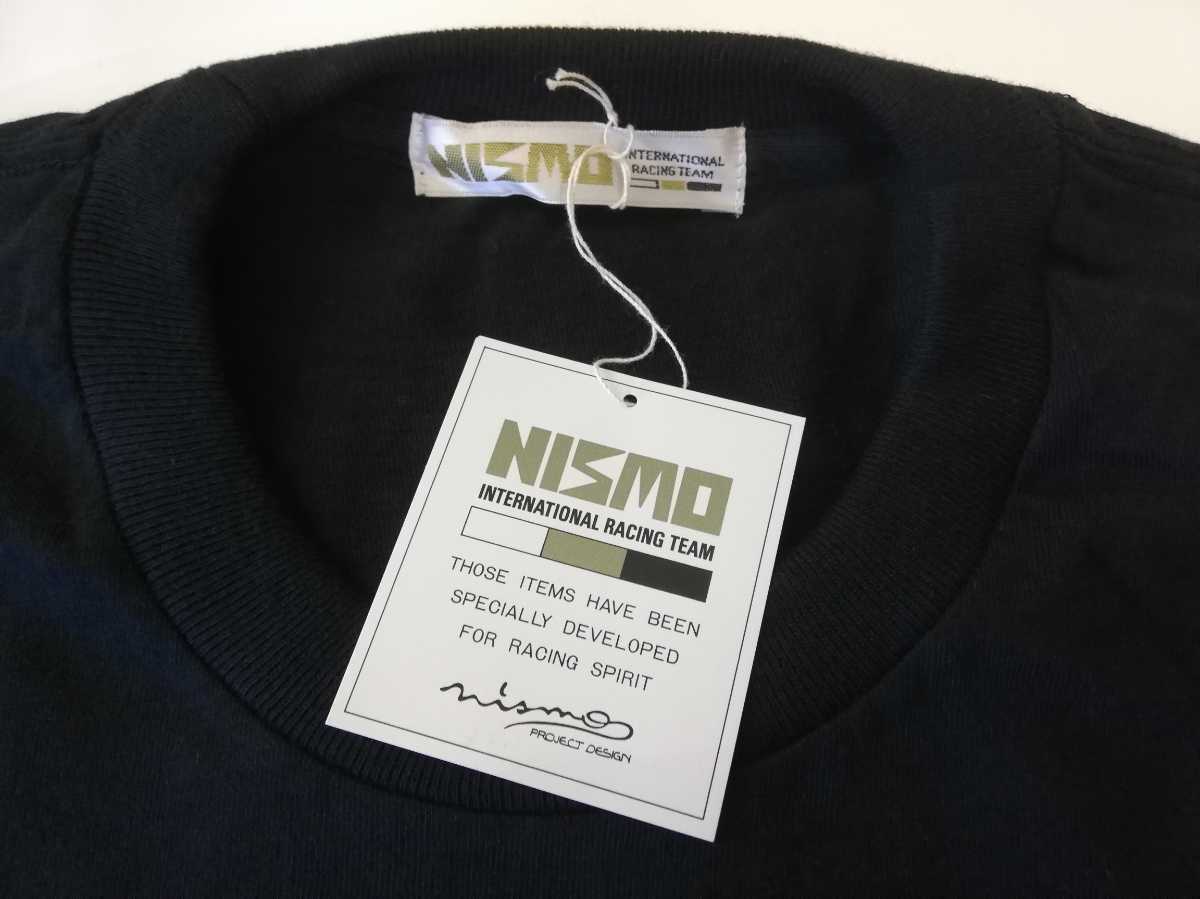 NISMO
INTERNATIONAL
RACING TEAM
NISMO
INTERNATIONAL RACING TEAM
THOSE ITEMS HAVE BEEN
SPECIALLY DEVELOPED
FOR RACING SPIRIT
nismo
PROJECT DESIGN